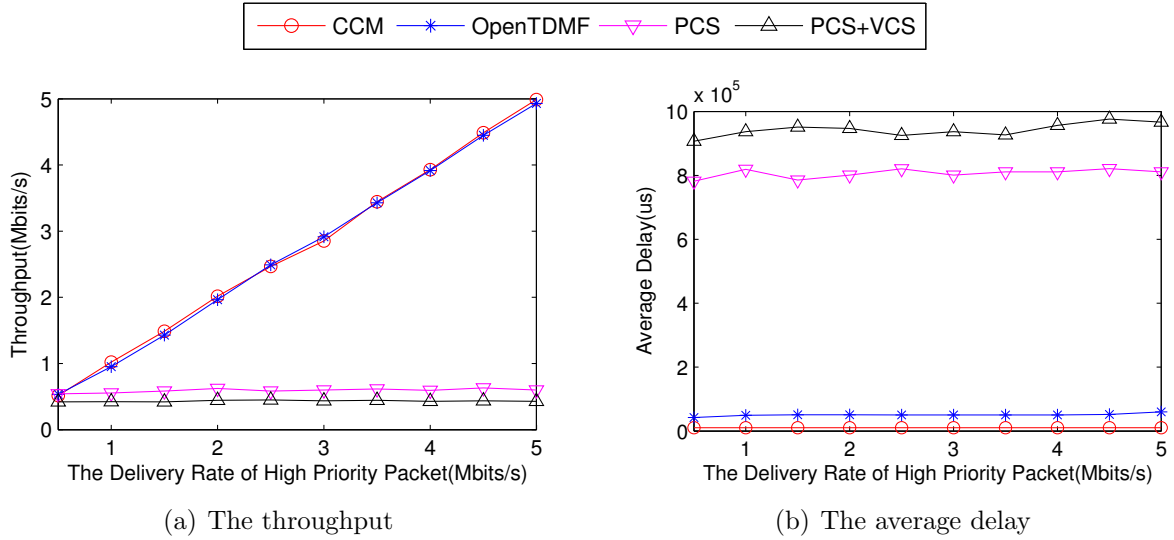 CCM OpenTDMF PCS PCS+VCS
5
4
3
2
1
0
Throughput(Mbits/s)
1 2 3 4 5
The Delivery Rate of High Priority Packet(Mbits/s)
(a) The throughput
x 10^5
10
8
6
4
2
0
Average Delay(us)
1 2 3 4 5
The Delivery Rate of High Priority Packet(Mbits/s)
(b) The average delay